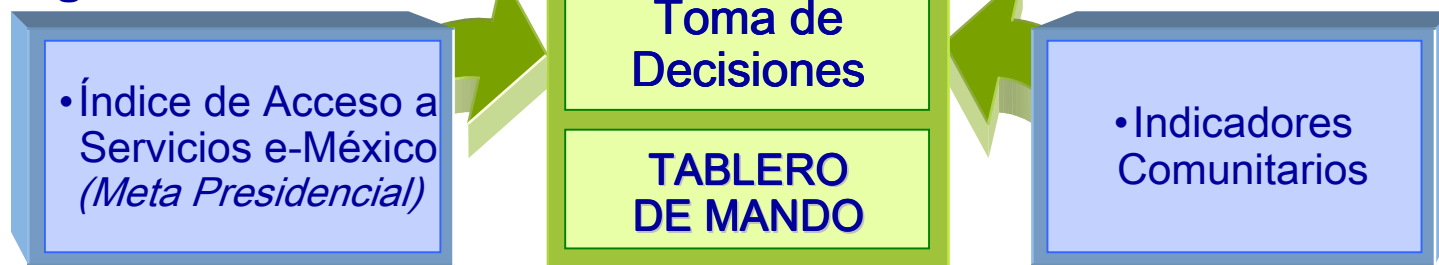 •Índice de Acceso a
Servicios e-México
(Meta Presidencial)
Toma de
Decisiones
TABLERO
DE MANDO
•Indicadores
Comunitarios